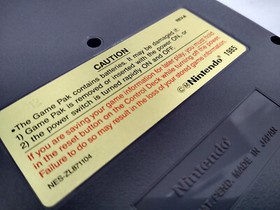 CAUTION
•The Game Pak contains batteries. It may be damaged if
1) Game Pak is removed or inserted with the power ON, or
2) the power switch is turned rapidly ON and OFF.
If you are saving your game information for later play, you must hold
in the reset button on the Control Deck while turning off the power.
Failure to do so may result in the loss of your stored game information.
NES-ZL871104
©Nintendo 1985
Nintendo
MADE IN JAPAN